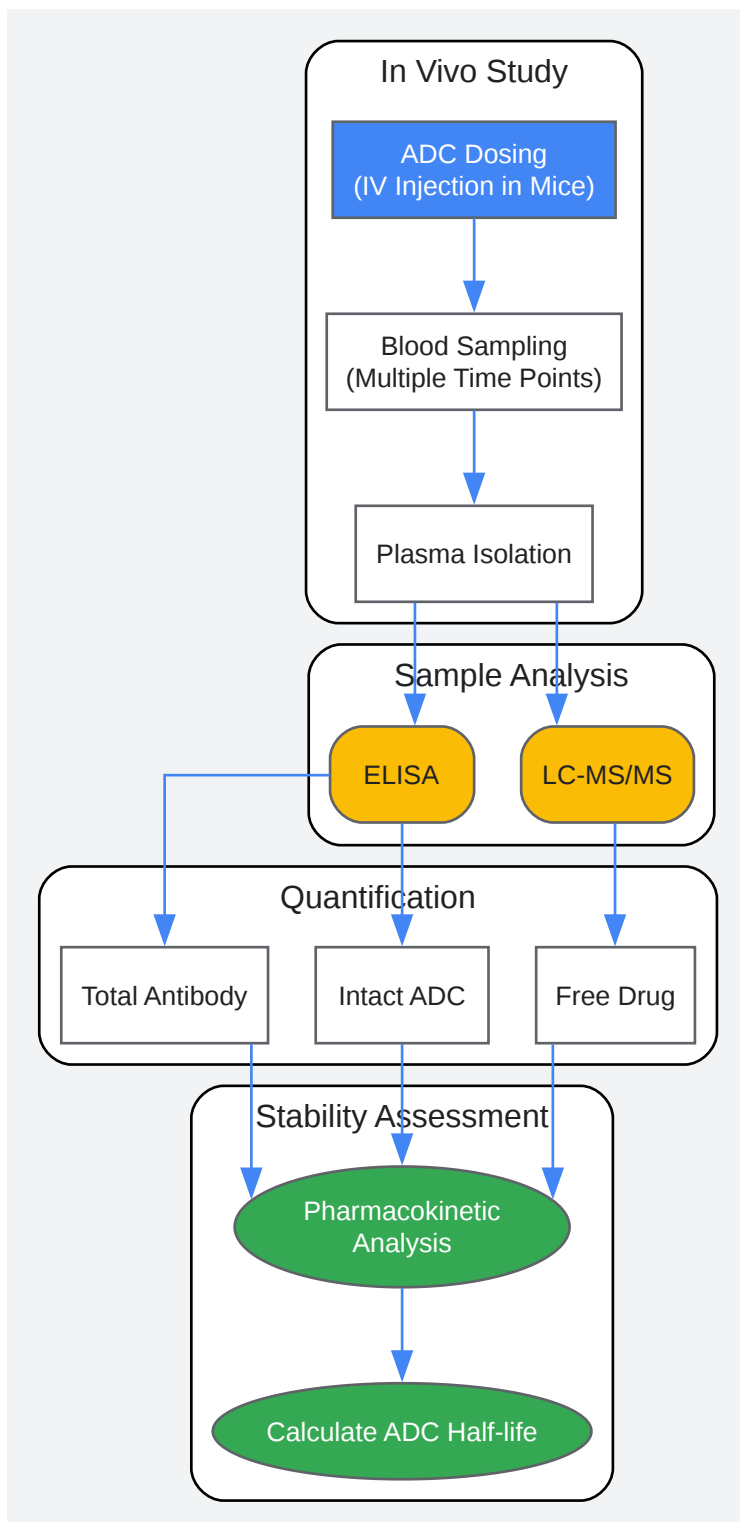 In Vivo Study
ADC Dosing
(IV Injection in Mice)
Blood Sampling
(Multiple Time Points)
Plasma Isolation
Sample Analysis
ELISA
LC-MS/MS
Quantification
Total Antibody
Intact ADC
Free Drug
Stability Assessment
Pharmacokinetic
Analysis
Calculate ADC Half-life